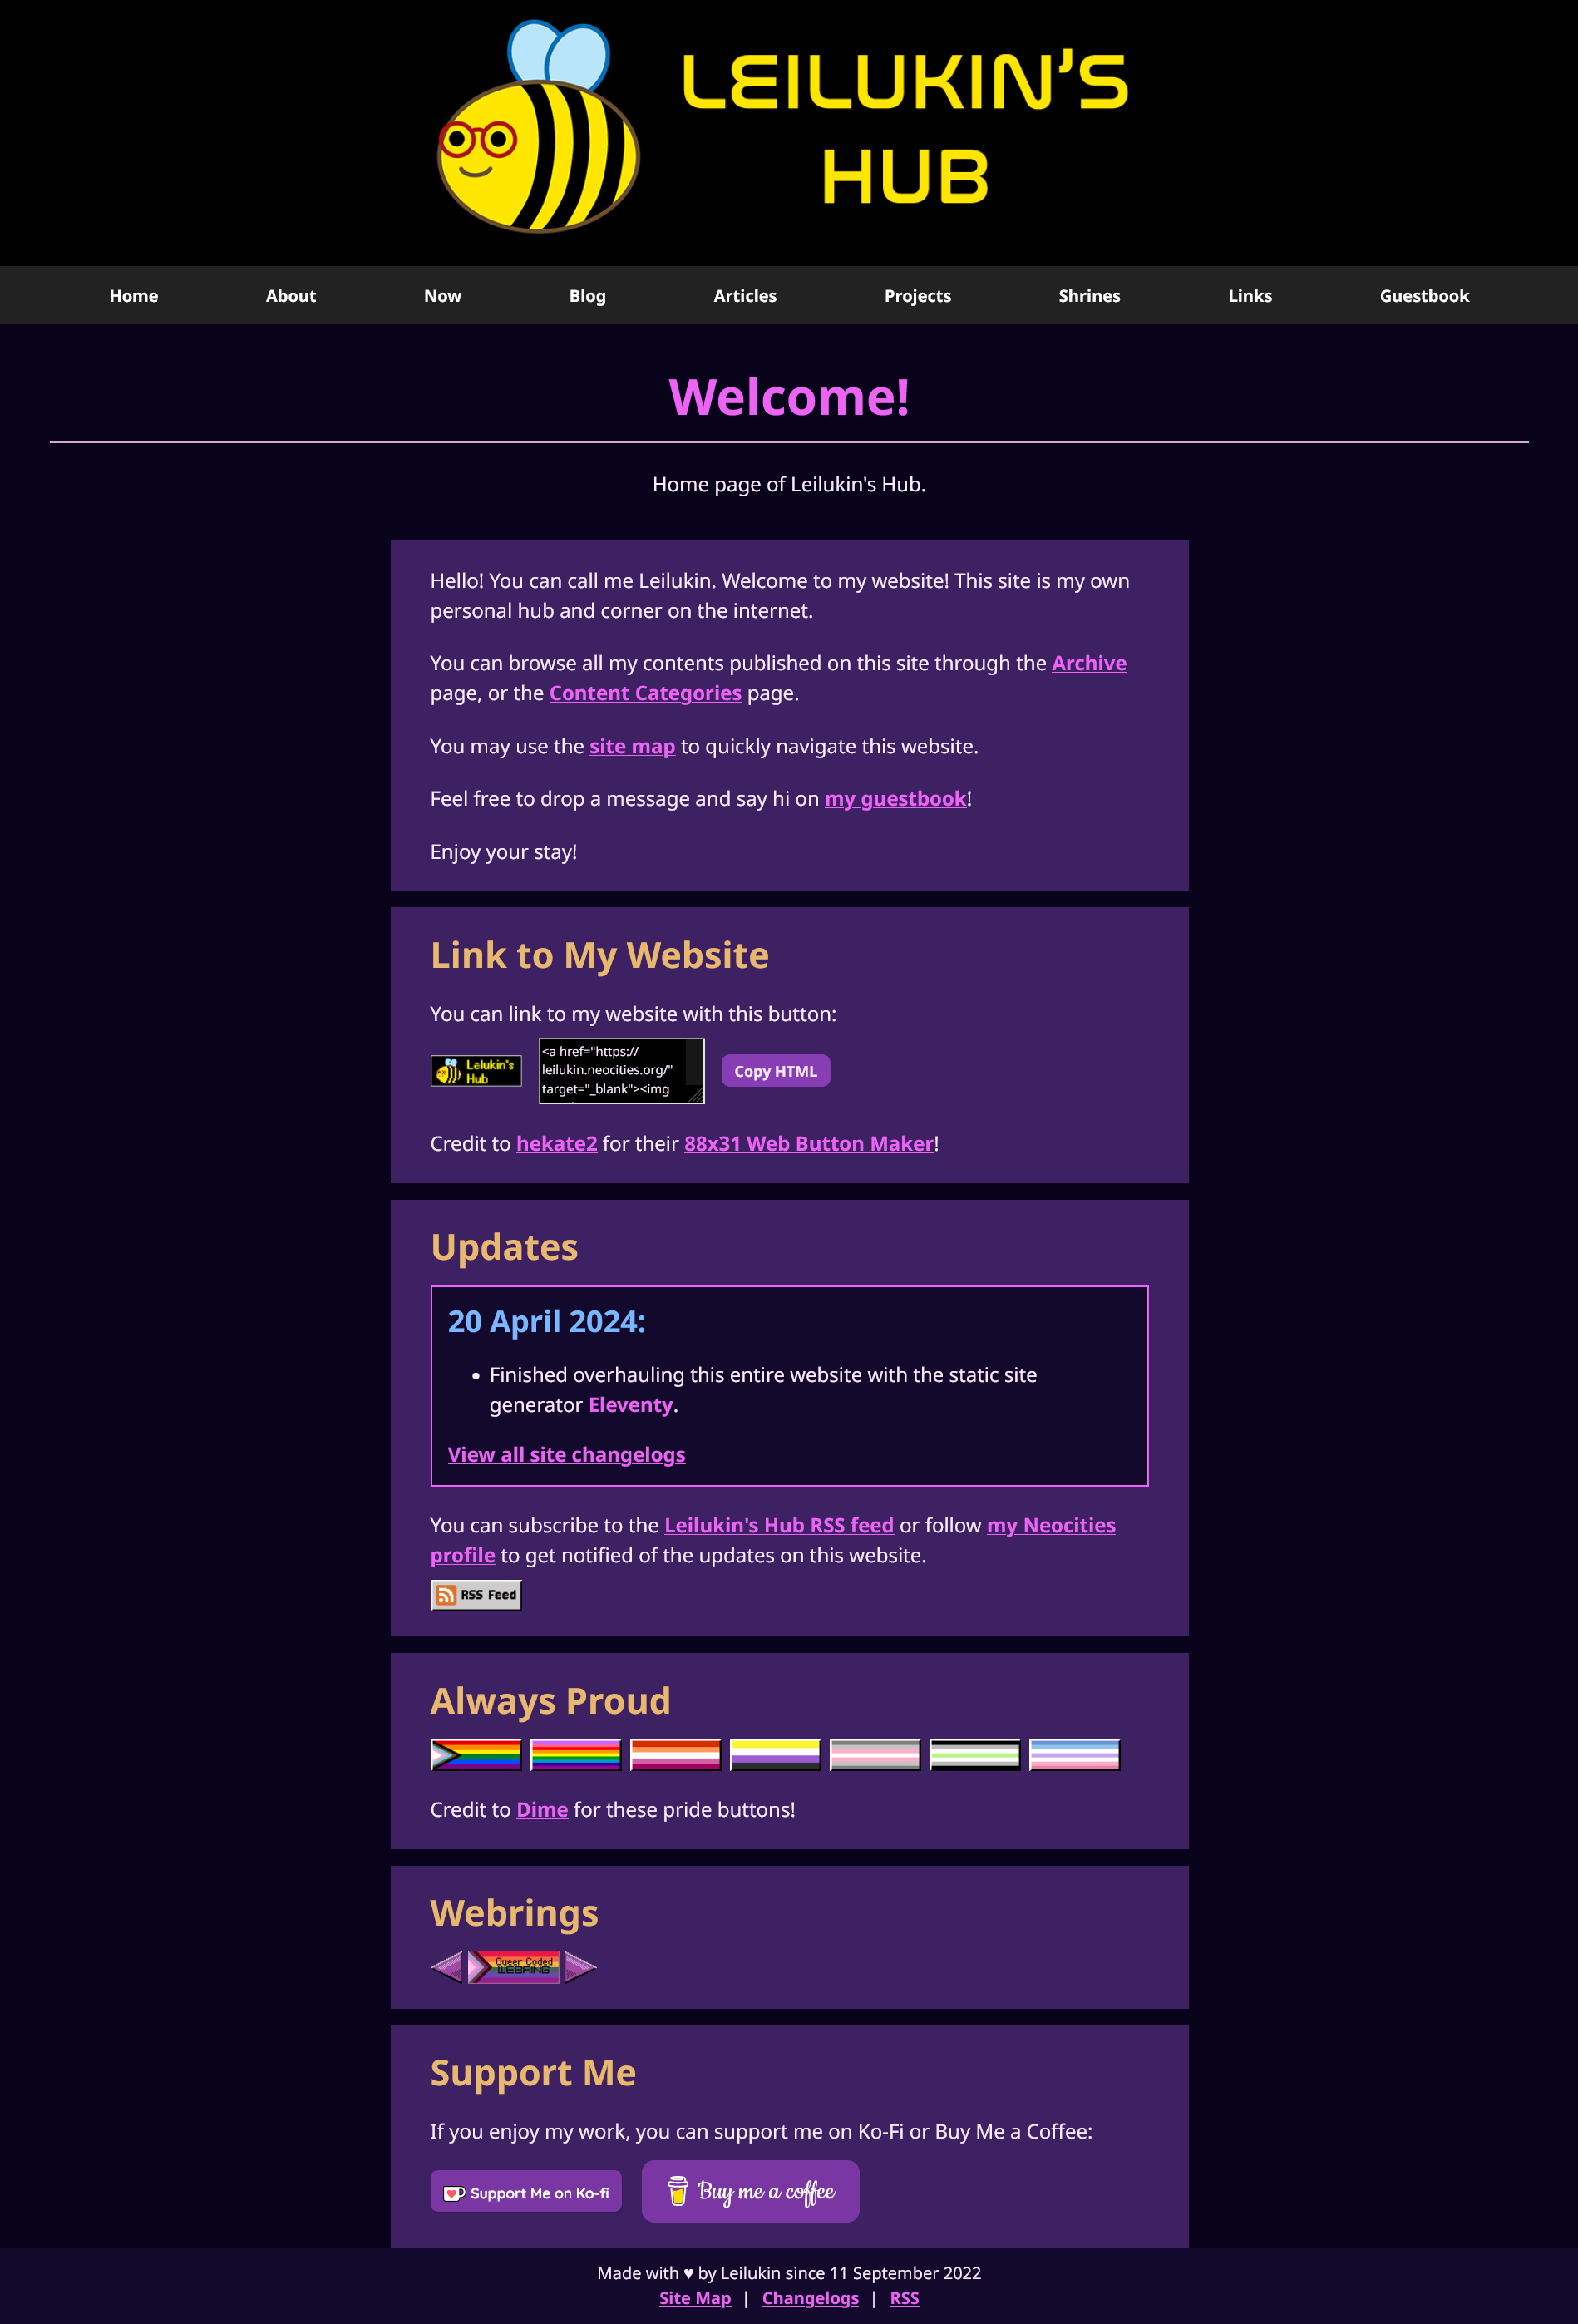 LEILUKIN'S
HUB
Home About Now Blog Articles Projects Shrines Links Guestbook
Welcome!
Home page of Leilukin's Hub.
Hello! You can call me Leilukin. Welcome to my website! This site is my own
personal hub and corner on the internet.
You can browse all my contents published on this site through the Archive
page, or the Content Categories page.
You may use the site map to quickly navigate this website.
Feel free to drop a message and say hi on my guestbook!
Enjoy your stay!
Link to My Website
You can link to my website with this button:
Leilukin's
Hub
<a href="https://
leilukin.neocities.org/"
target="_blank"><img
Copy HTML
Credit to hekate2 for their 88x31 Web Button Maker!
Updates
20 April 2024:
• Finished overhauling this entire website with the static site
generator Eleventy.
View all site changelogs
You can subscribe to the Leilukin's Hub RSS feed or follow my Neocities
profile to get notified of the updates on this website.
RSS Feed
Always Proud
Credit to Dime for these pride buttons!
Webrings
Queer Coded
WEBRING
Support Me
If you enjoy my work, you can support me on Ko-Fi or Buy Me a Coffee:
Support Me on Ko-fi
Buy me a coffee
Made with ♥ by Leilukin since 11 September 2022
Site Map | Changelogs | RSS